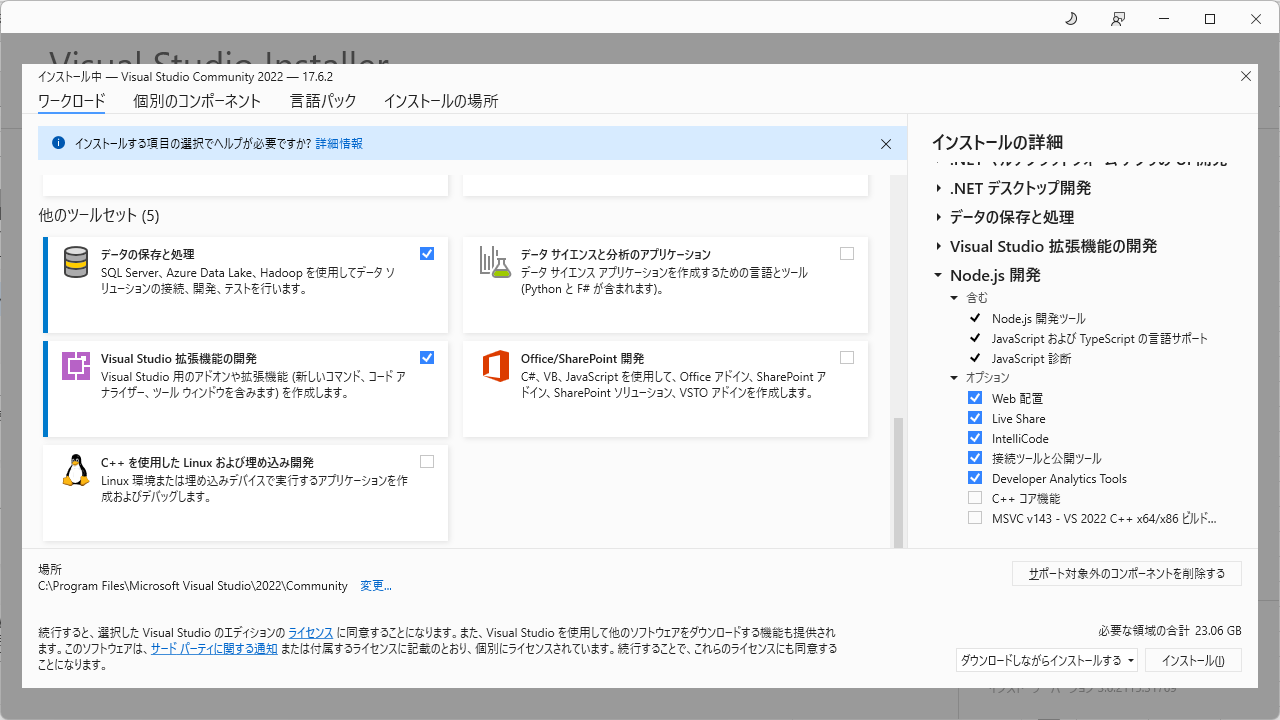 Visual Studio Installer
インストール中 — Visual Studio Community 2022 — 17.6.2
ワークロード 個別のコンポーネント 言語パック インストールの場所
インストールする項目の選択でヘルプが必要ですか? 詳細情報
他のツールセット (5)
データの保存と処理
SQL Server、Azure Data Lake、Hadoop を使用してデータ ソ
リューションの接続、開発、テストを行います。
データ サイエンスと分析のアプリケーション
データ サイエンス アプリケーションを作成するための言語とツール
(Python と F# が含まれます)。
Visual Studio 拡張機能の開発
Visual Studio 用のアドオンや拡張機能 (新しいコマンド、コード ア
ナライザー、ツール ウィンドウを含みます) を作成します。
Office/SharePoint 開発
C#、VB、JavaScript を使用して、Office アドイン、SharePoint ア
ドイン、SharePoint ソリューション、VSTO アドインを作成します。
C++ を使用した Linux および埋め込み開発
Linux 環境または埋め込みデバイスで実行するアプリケーションを作
成およびデバッグします。
インストールの詳細
.NET デスクトップ開発
データの保存と処理
Visual Studio 拡張機能の開発
Node.js 開発
含む
Node.js 開発ツール
JavaScript および TypeScript の言語サポート
JavaScript 診断
オプション
Web 配置
Live Share
IntelliCode
接続ツールと公開ツール
Developer Analytics Tools
C++ コア機能
MSVC v143 - VS 2022 C++ x64/x86 ビルド...
場所
C:\Program Files\Microsoft Visual Studio\2022\Community 変更...
サポート対象外のコンポーネントを削除する
続行すると、選択した Visual Studio のエディションの ライセンス に同意することになります。また、Visual Studio を使用して他のソフトウェアをダウンロードする機能も提供され
ます。このソフトウェアは、サード パーティに関する通知 または付属するライセンスに記載のとおり、個別にライセンスされています。続行することで、これらのライセンスにも同意する
ことになります。
必要な領域の合計 23.06 GB
ダウンロードしながらインストールする インストール(I)